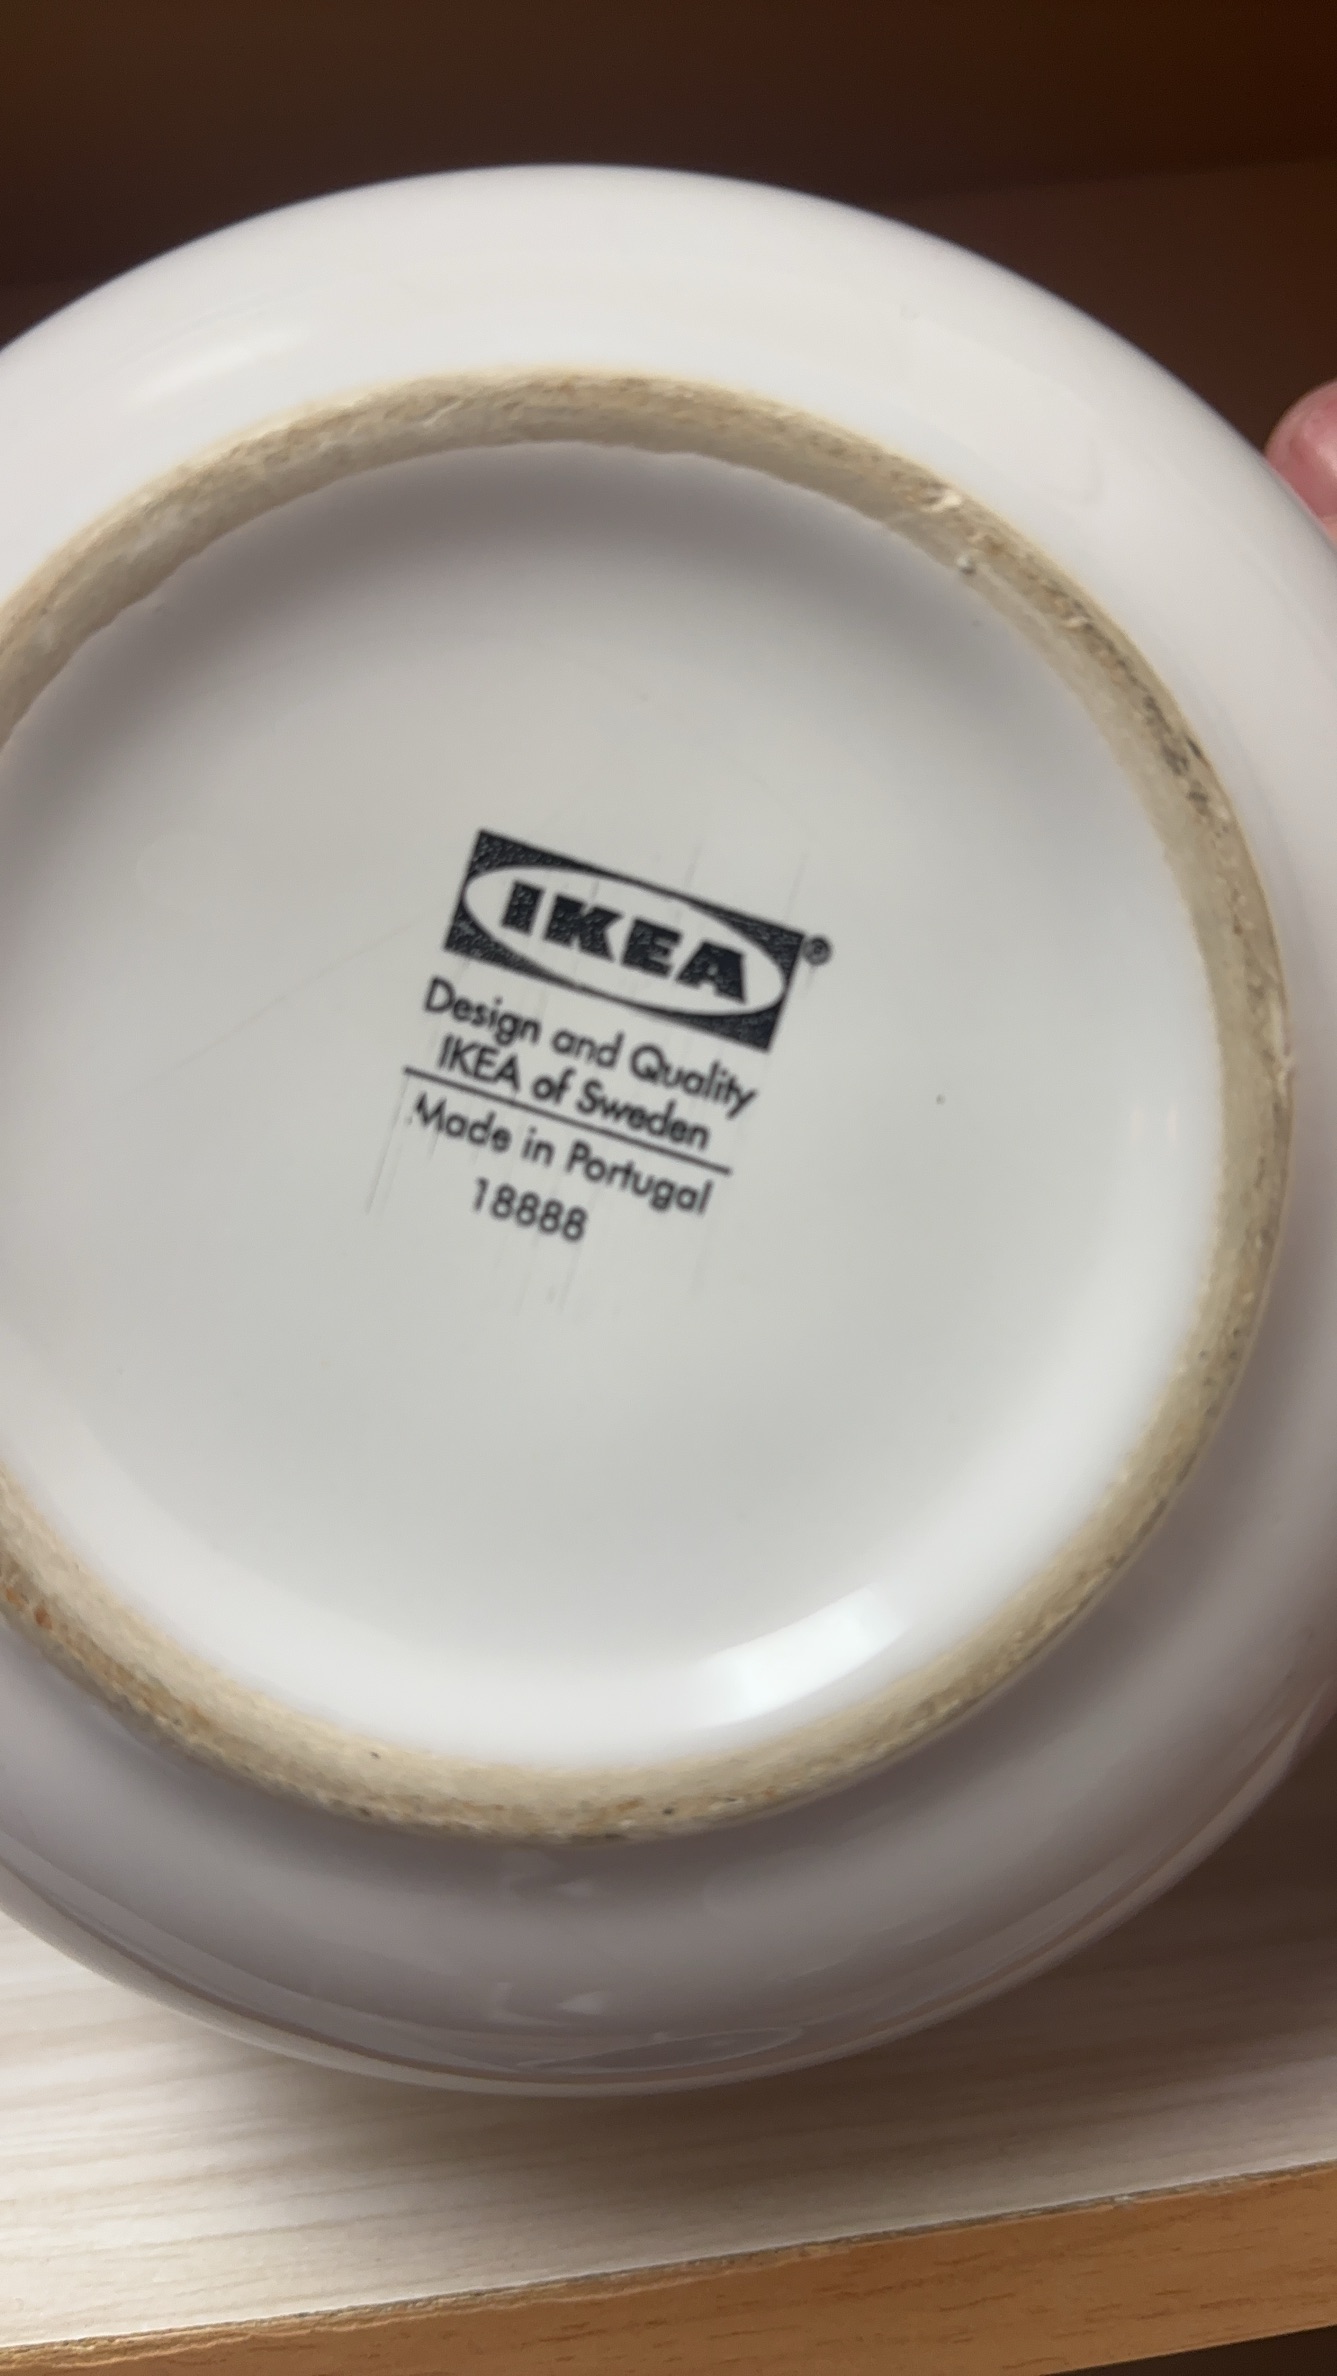 IKEA®
Design and Quality
IKEA of Sweden
Made in Portugal
18888